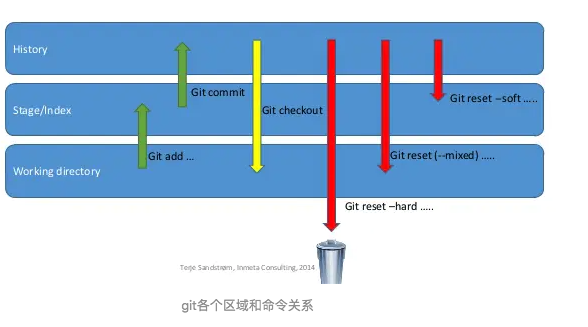 History
Git commit
Git reset –soft .....
Stage/Index
Git checkout
Git add ...
Git reset (--mixed) .....
Working directory
Git reset –hard .....
Terje Sandstrøm, Inmeta Consulting, 2014
git各个区域和命令关系